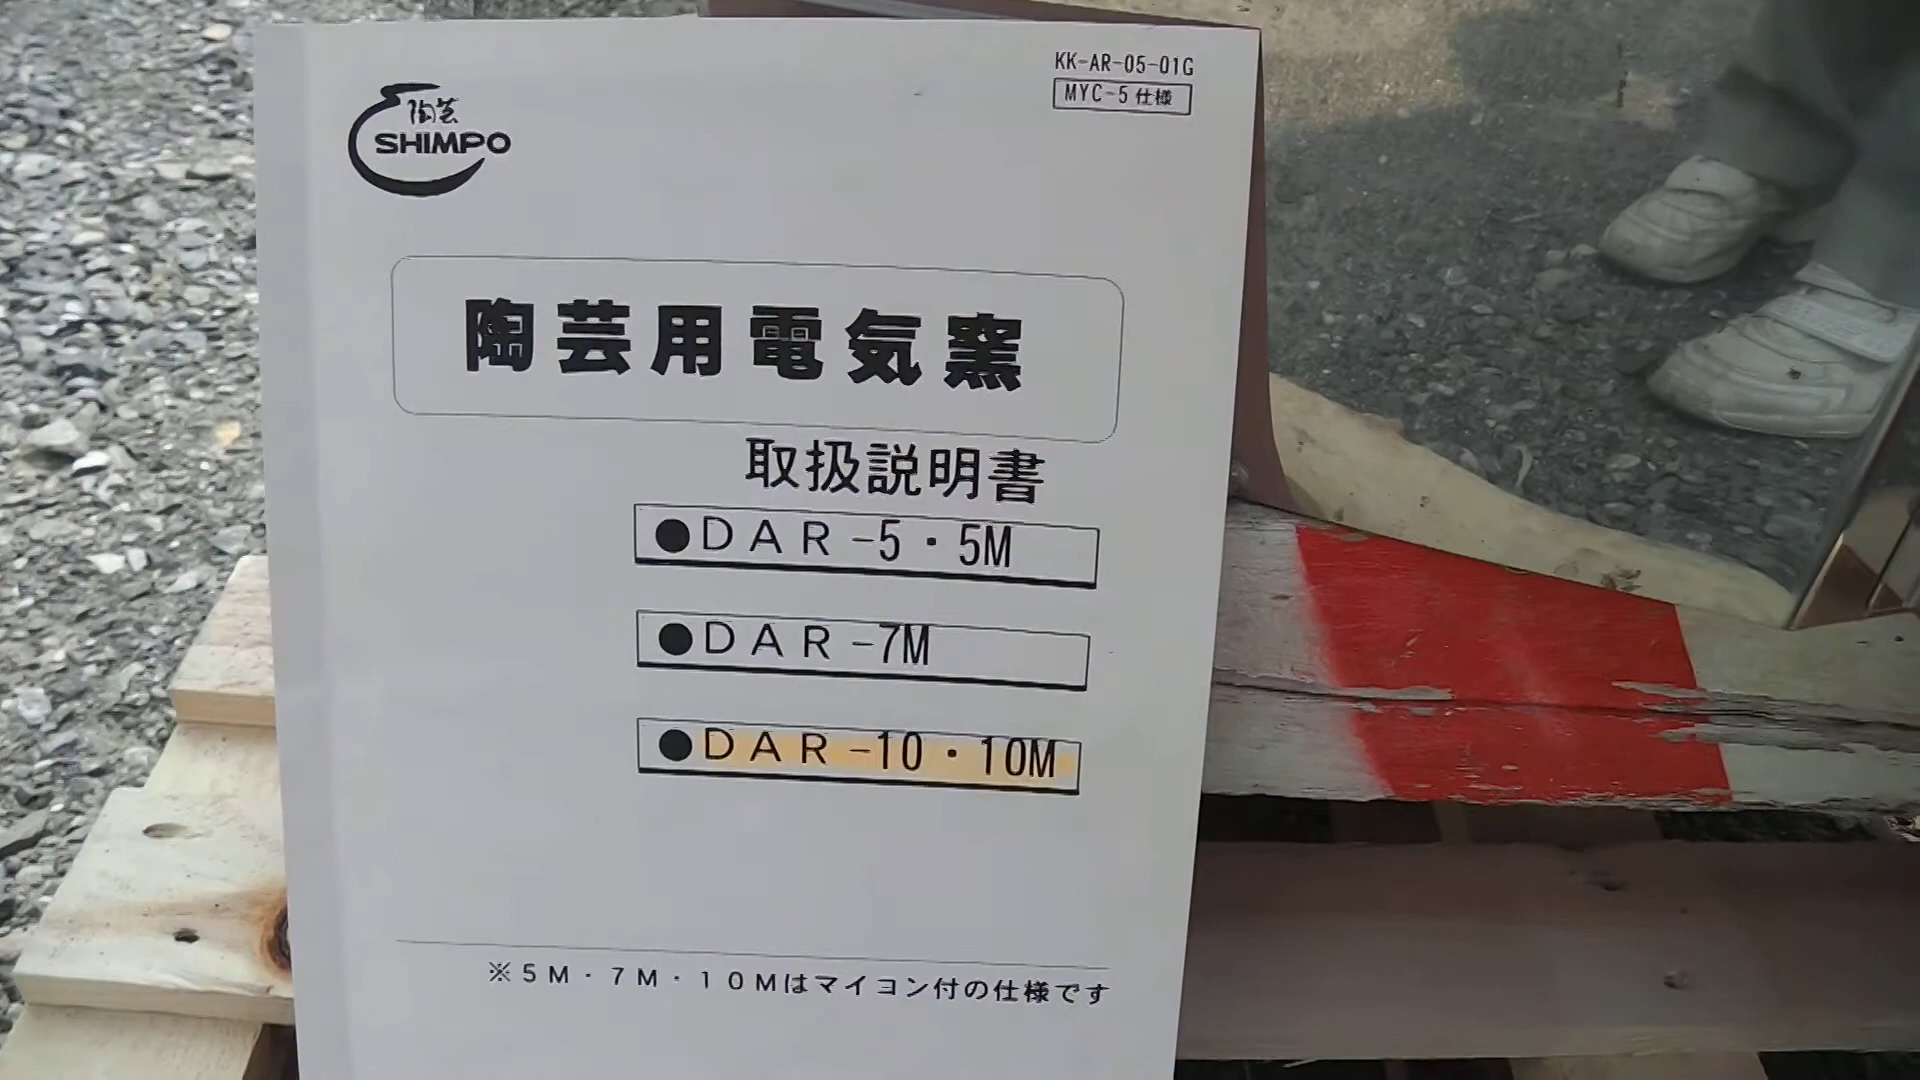 KK-AR-05-01G
MYC-5仕様
陶芸
SHIMPO
陶芸用電気窯
取扱説明書
●DAR-5・5M
●DAR-7M
●DAR-10・10M
※5M・7M・10Mはマイコン付の仕様です